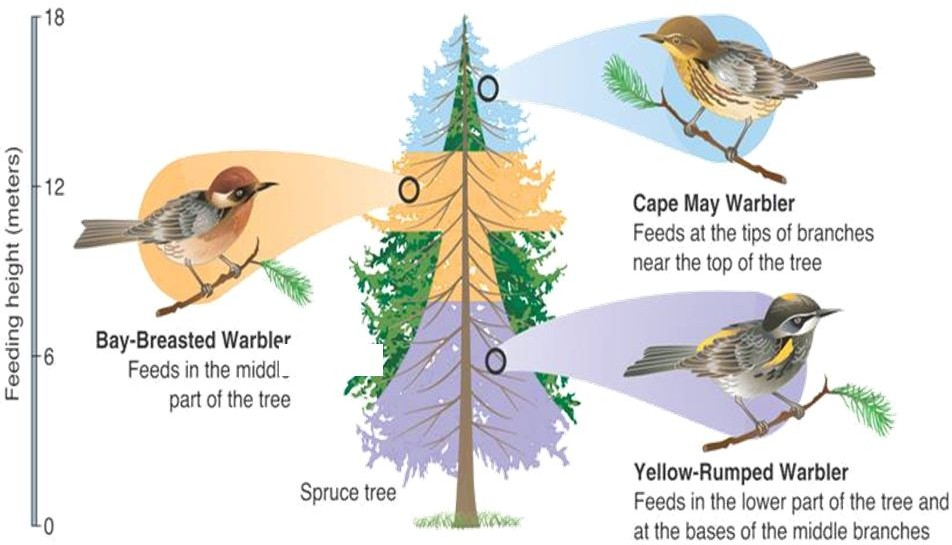 18
12
6
0
Feeding height (meters)
Cape May Warbler
Feeds at the tips of branches
near the top of the tree
Bay-Breasted Warbler
Feeds in the middl
part of the tree
Yellow-Rumped Warbler
Feeds in the lower part of the tree and
at the bases of the middle branches
Spruce tree